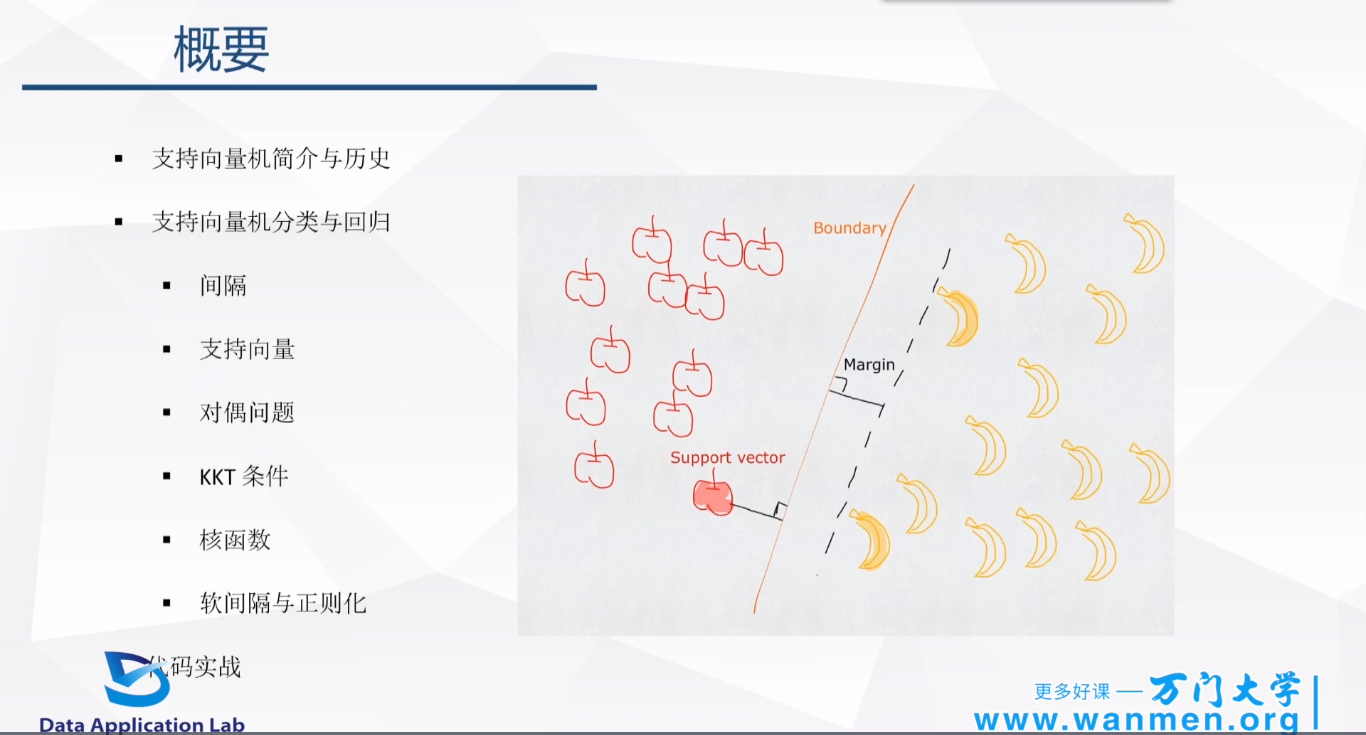 概要
支持向量机简介与历史
支持向量机分类与回归
间隔
支持向量
对偶问题
KKT 条件
核函数
软间隔与正则化
代码实战
Boundary
Margin
Support vector
Data Application Lab
更多好课 — 万门大学
www.wanmen.org